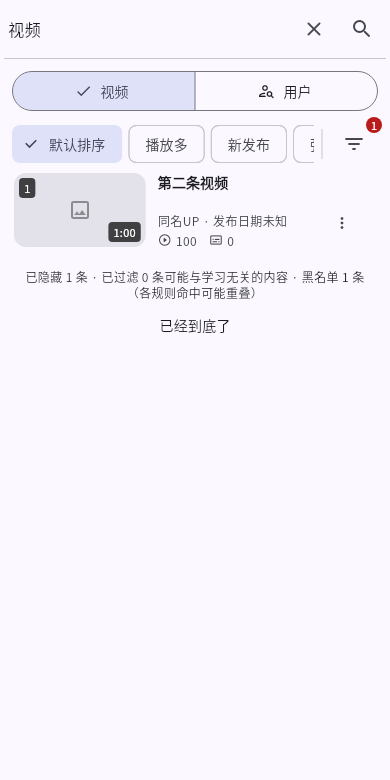 视频
视频
用户
默认排序
播放多
新发布
1
1
第二条视频
1:00
同名UP · 发布日期未知
100
0
已隐藏 1 条 · 已过滤 0 条可能与学习无关的内容 · 黑名单 1 条
（各规则命中可能重叠）
已经到底了